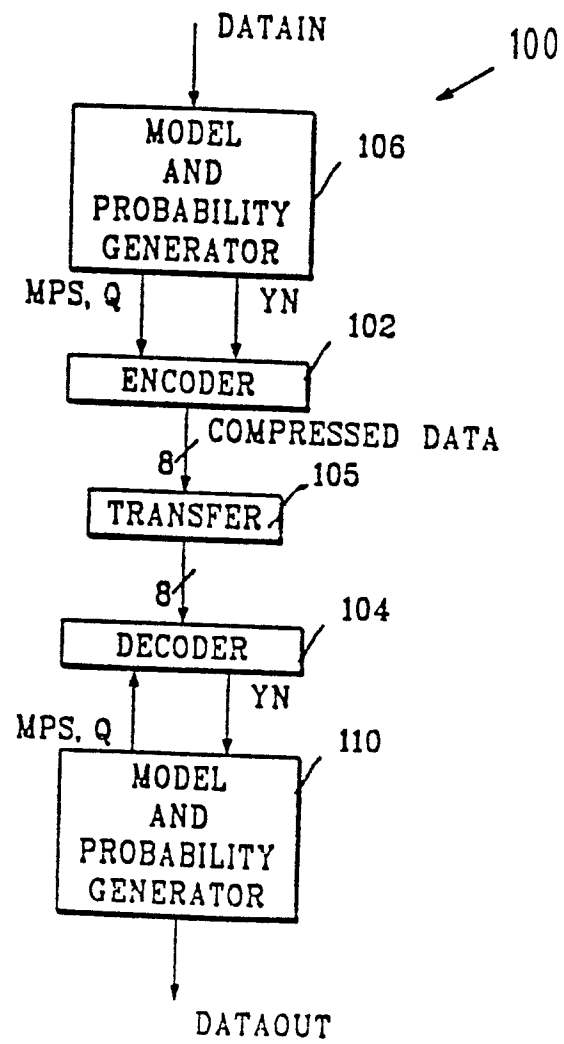 DATAIN
100
MODEL
AND
PROBABILITY
GENERATOR
106
MPS, Q
YN
102
ENCODER
COMPRESSED DATA
8
105
TRANSFER
8
104
DECODER
YN
MPS, Q
110
MODEL
AND
PROBABILITY
GENERATOR
DATAOUT